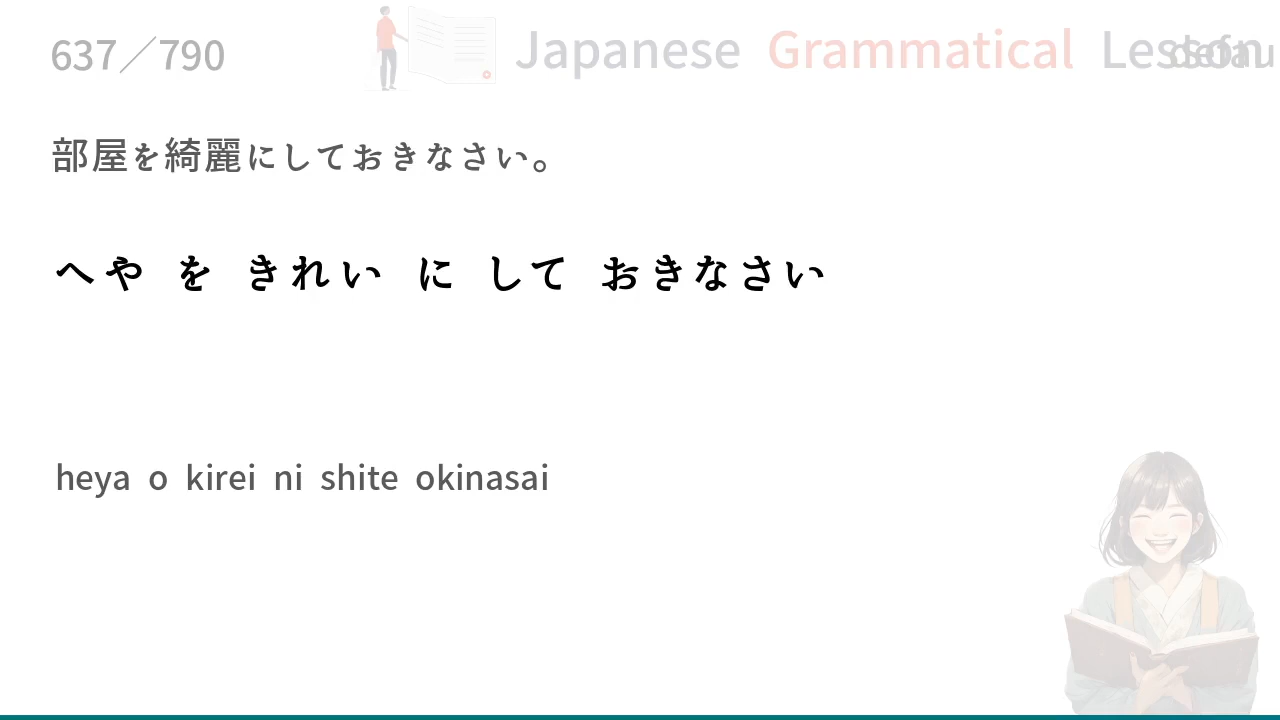 637／790
Japanese Grammatical Lesson
部屋を綺麗にしておきなさい。
へや を きれい に して おきなさい
heya o kirei ni shite okinasai